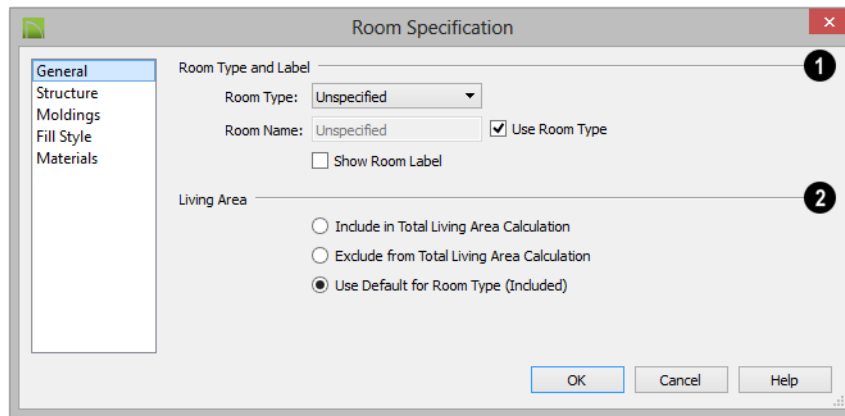 Room Specification
General
Structure
Moldings
Fill Style
Materials
Room Type and Label 1
Room Type: Unspecified
Room Name: Unspecified Use Room Type
Show Room Label
Living Area 2
Include in Total Living Area Calculation
Exclude from Total Living Area Calculation
Use Default for Room Type (Included)
OK Cancel Help